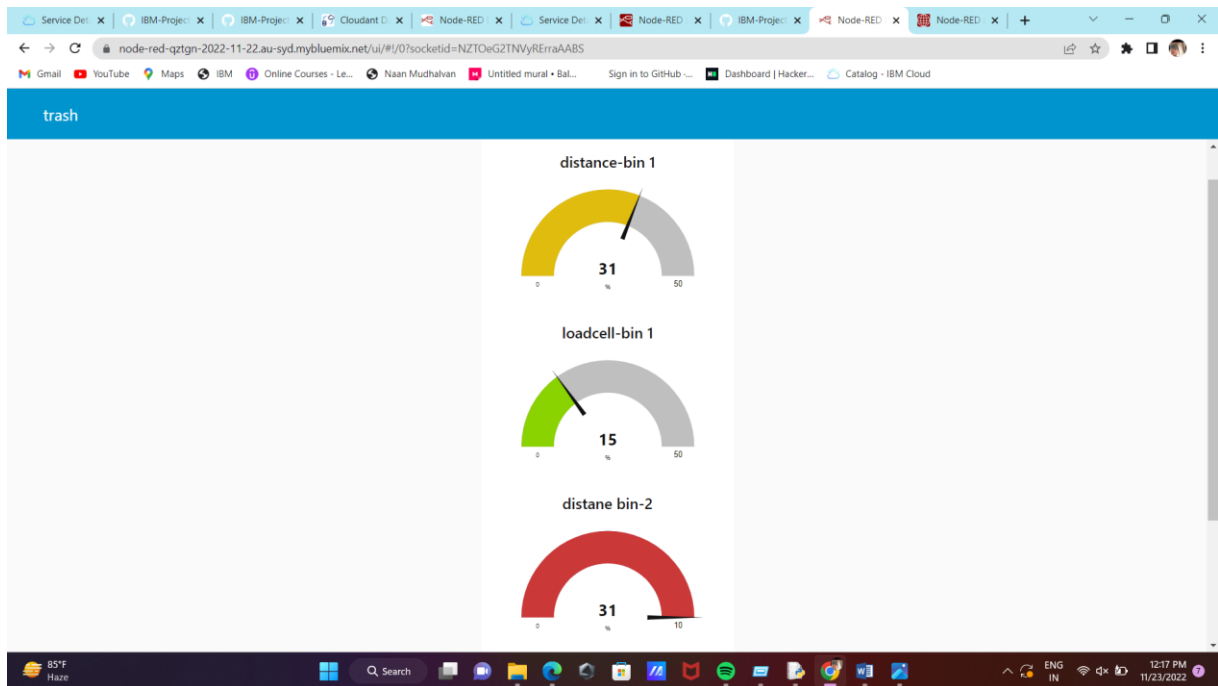 Service Det
IBM-Project
IBM-Project
Cloudant D
Node-RED
Service Det
Node-RED
IBM-Project
Node-RED
Node-RED
node-red-qztgn-2022-11-22.au-syd.mybluemix.net/ui/#!/0?socketid=NZTOeG2TNVyRErraAABS
Gmail YouTube Maps IBM Online Courses - Le... Naan Mudhalvan Untitled mural • Bal... Sign in to GitHub ·... Dashboard | Hacker... Catalog - IBM Cloud
trash
distance-bin 1
31
0 % 50
loadcell-bin 1
15
0 % 50
distane bin-2
31
0 % 10
85°F
Haze
Search
ENG
IN
12:17 PM
11/23/2022
7